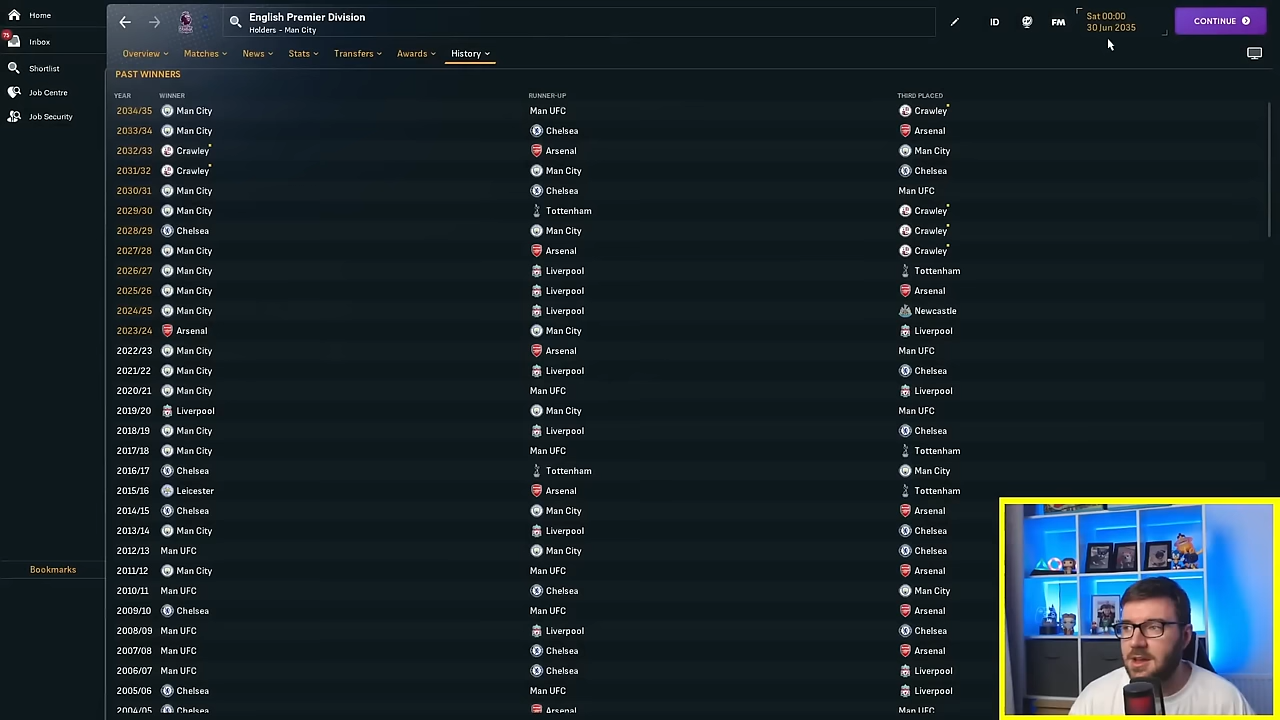 Home
75
Inbox
Shortlist
Job Centre
Job Security
Bookmarks
English Premier Division
Holders - Man City
ID
FM
Sat 00:00
30 Jun 2035
CONTINUE
Overview Matches News Stats Transfers Awards History
PAST WINNERS
YEAR WINNER RUNNER-UP THIRD PLACED
2034/35 Man City Man UFC Crawley
2033/34 Man City Chelsea Arsenal
2032/33 Crawley Arsenal Man City
2031/32 Crawley Man City Chelsea
2030/31 Man City Chelsea Man UFC
2029/30 Man City Tottenham Crawley
2028/29 Chelsea Man City Crawley
2027/28 Man City Arsenal Crawley
2026/27 Man City Liverpool Tottenham
2025/26 Man City Liverpool Arsenal
2024/25 Man City Liverpool Newcastle
2023/24 Arsenal Man City Liverpool
2022/23 Man City Arsenal Man UFC
2021/22 Man City Liverpool Chelsea
2020/21 Man City Man UFC Liverpool
2019/20 Liverpool Man City Man UFC
2018/19 Man City Liverpool Chelsea
2017/18 Man City Man UFC Tottenham
2016/17 Chelsea Tottenham Man City
2015/16 Leicester Arsenal Tottenham
2014/15 Chelsea Man City Arsenal
2013/14 Man City Liverpool Chelsea
2012/13 Man UFC Man City Chelsea
2011/12 Man City Man UFC Arsenal
2010/11 Man UFC Chelsea Man City
2009/10 Chelsea Man UFC Arsenal
2008/09 Man UFC Liverpool Chelsea
2007/08 Man UFC Chelsea Arsenal
2006/07 Man UFC Chelsea Liverpool
2005/06 Chelsea Man UFC Liverpool
2004/05 Chelsea Arsenal Man UFC